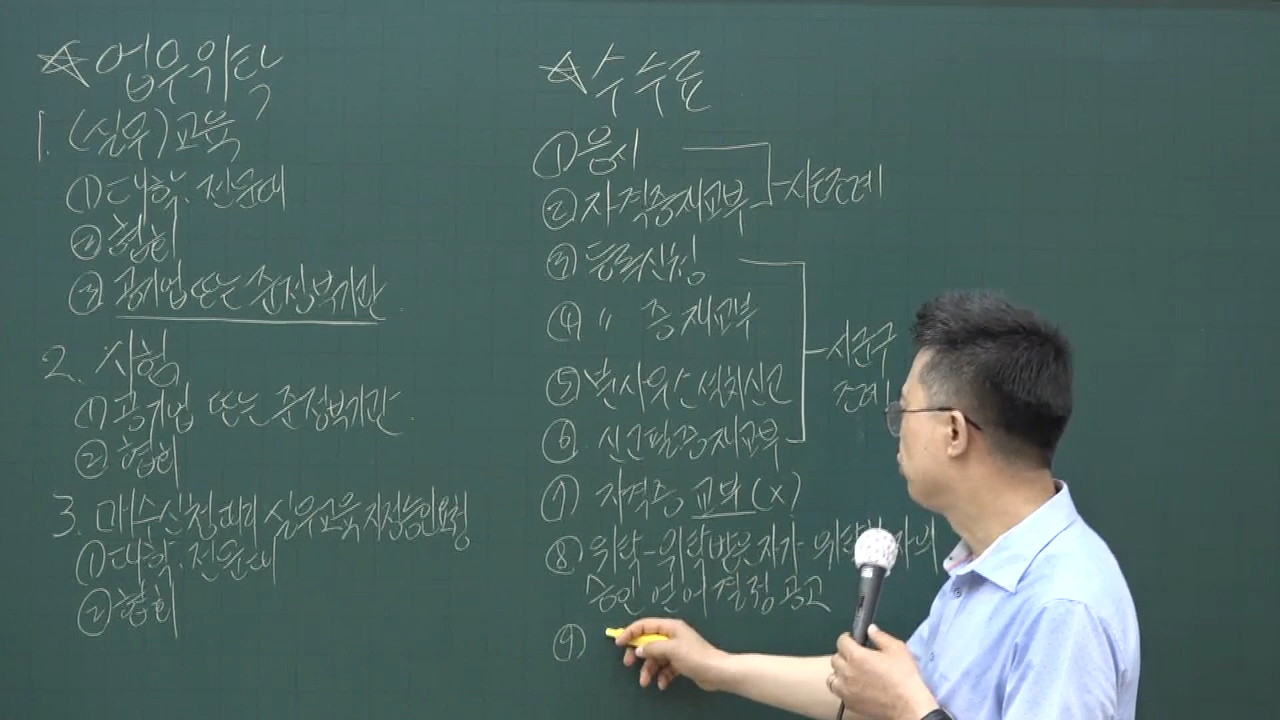 ☆업무위탁
1. (실무)교육
① 대학. 전문대
② 협회
③ 공기업 또는 준정부기관.
2. 시험
① 공기업 또는 준정부기관.
② 협회
3. 매수신청대리 실무교육 지정능인요청
① 대학. 전문대
② 협회
☆수수료
① 응시
② 자격증재교부
시·도조례
③ 등록신청
④ 〃 증 재교부
⑤ 분사무소 설치신고
⑥ 신고필증재교부
시군구
조례
⑦ 자격증 교부(×)
⑧ 위탁-위탁받은자가 자의
승인 얻어 결정공고
⑨